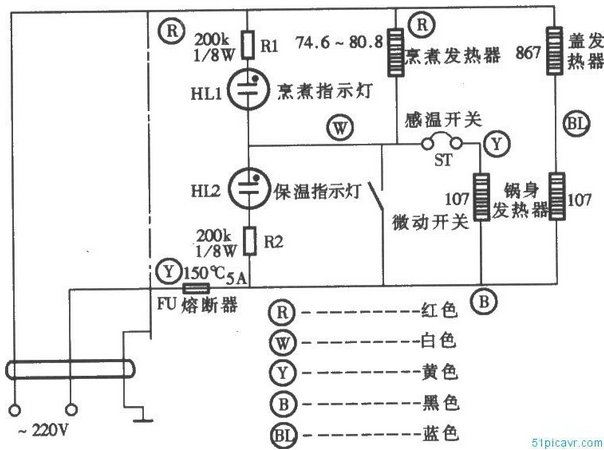 R
200k
1/8W
R1
74.6~80.8
R
烹煮发热器
867
盖发
热器
HL1
烹煮指示灯
W
感温开关
ST
Y
BL
HL2
保温指示灯
微动开关
107
锅身
发热器
107
200k
1/8W
R2
Y
150℃
5A
FU 熔断器
B
R 红色
W 白色
Y 黄色
B 黑色
BL 蓝色
~220V
51picavr.com